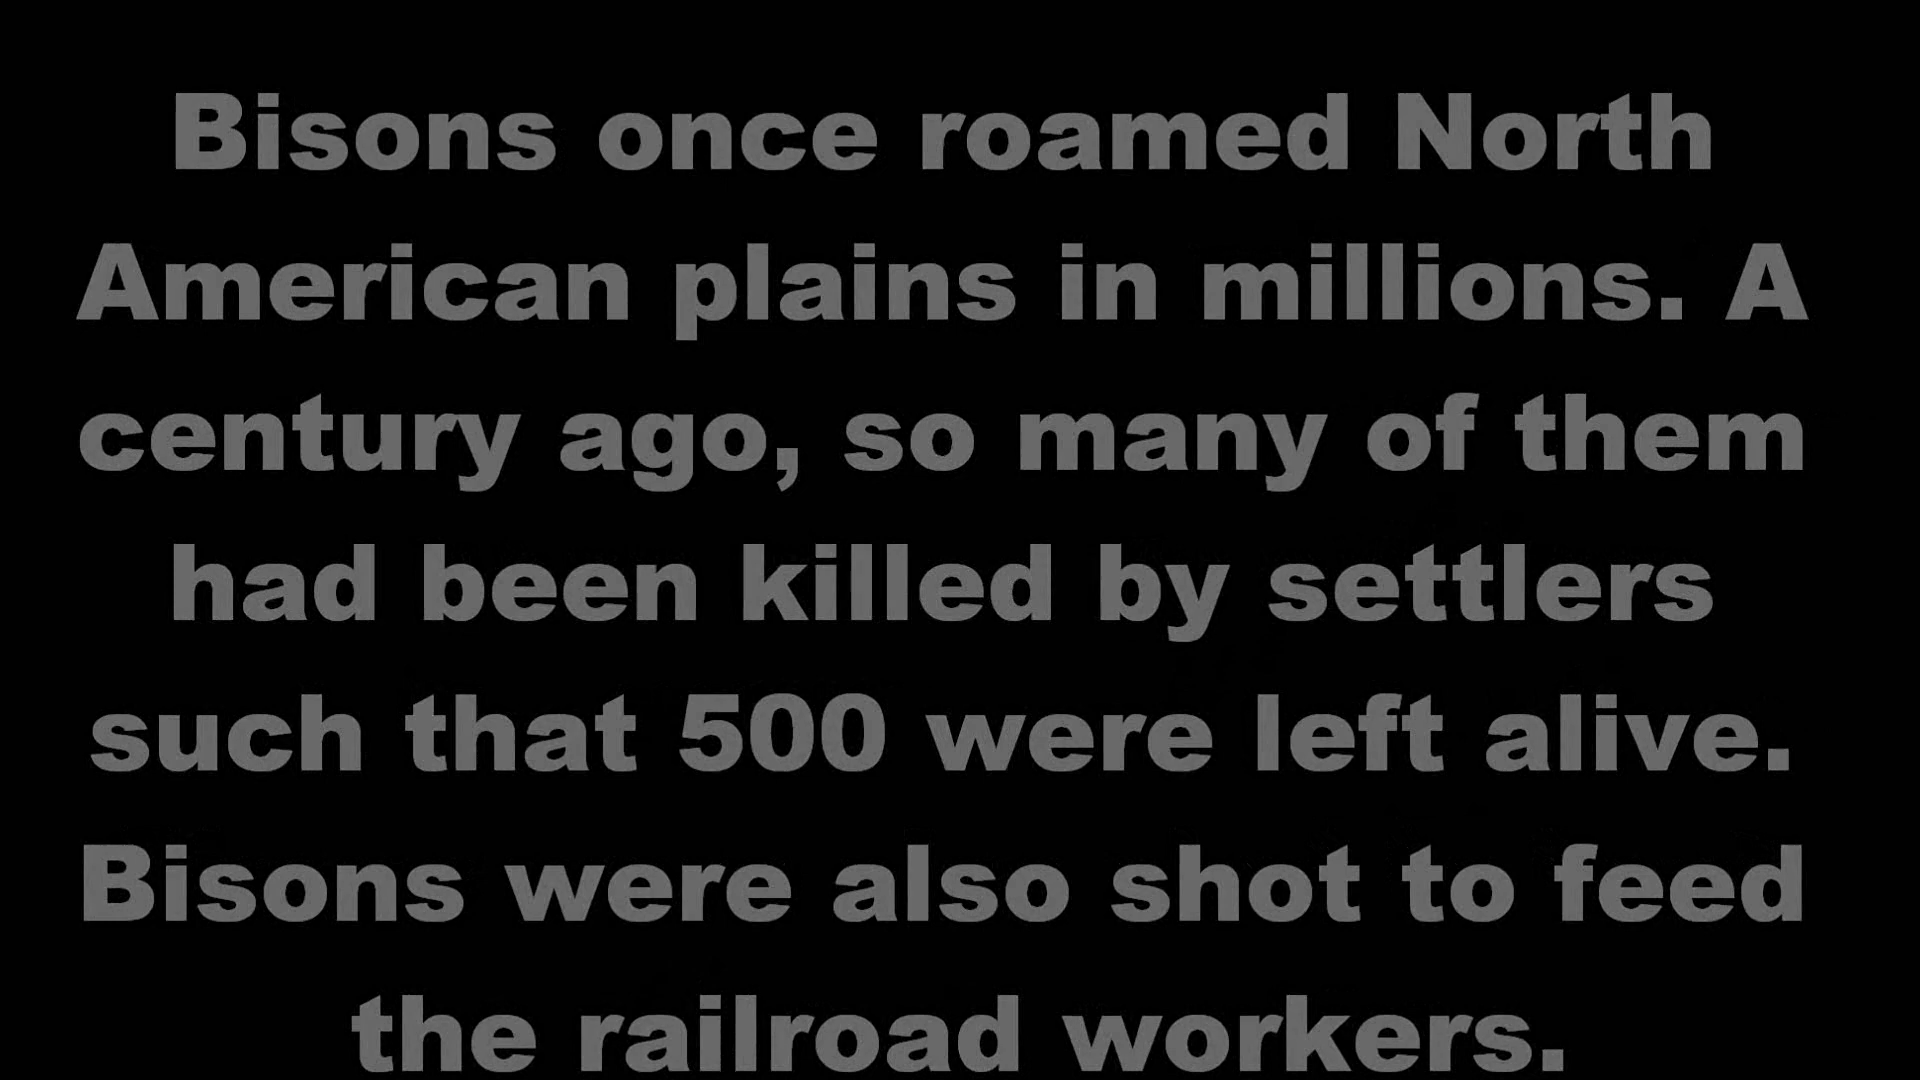 Bisons once roamed North
American plains in millions. A
century ago, so many of them
had been killed by settlers
such that 500 were left alive.
Bisons were also shot to feed
the railroad workers.